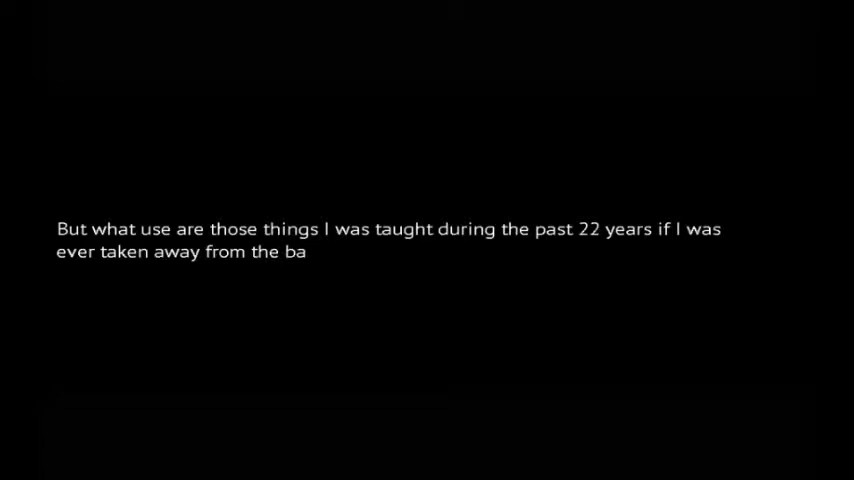 But what use are those things I was taught during the past 22 years if I was
ever taken away from the ba